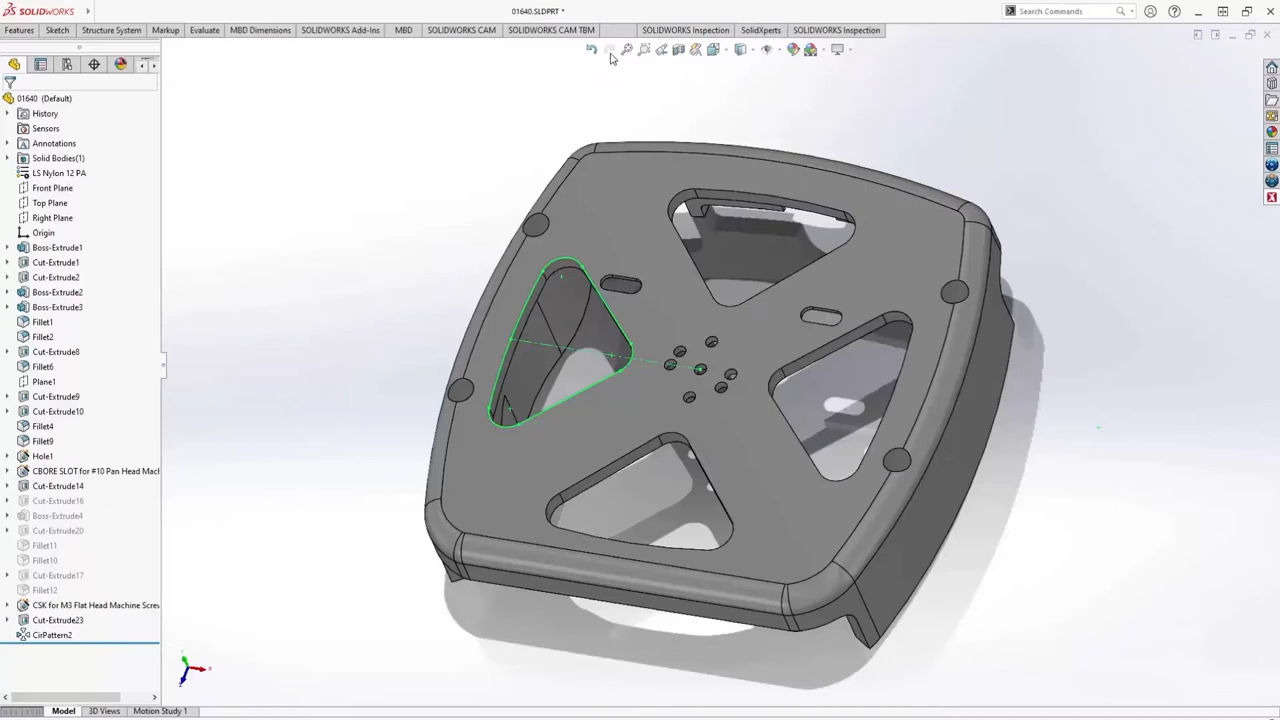 SOLIDWORKS
01640.SLDPRT *
Search Commands
Features
Sketch
Structure System
Markup
Evaluate
MBD Dimensions
SOLIDWORKS Add-Ins
MBD
SOLIDWORKS CAM
SOLIDWORKS CAM TBM
SOLIDWORKS Inspection
SolidXperts
SOLIDWORKS Inspection
01640 (Default)
History
Sensors
Annotations
Solid Bodies(1)
LS Nylon 12 PA
Front Plane
Top Plane
Right Plane
Origin
Boss-Extrude1
Cut-Extrude1
Cut-Extrude2
Boss-Extrude2
Boss-Extrude3
Fillet1
Fillet2
Cut-Extrude8
Fillet6
Plane1
Cut-Extrude9
Cut-Extrude10
Fillet4
Fillet9
Hole1
CBORE SLOT for #10 Pan Head Macl
Cut-Extrude14
Cut-Extrude16
Boss-Extrude4
Cut-Extrude20
Fillet11
Fillet10
Cut-Extrude17
Fillet12
CSK for M3 Flat Head Machine Screv
Cut-Extrude23
CirPattern2
Y
X
Z
Model
3D Views
Motion Study 1